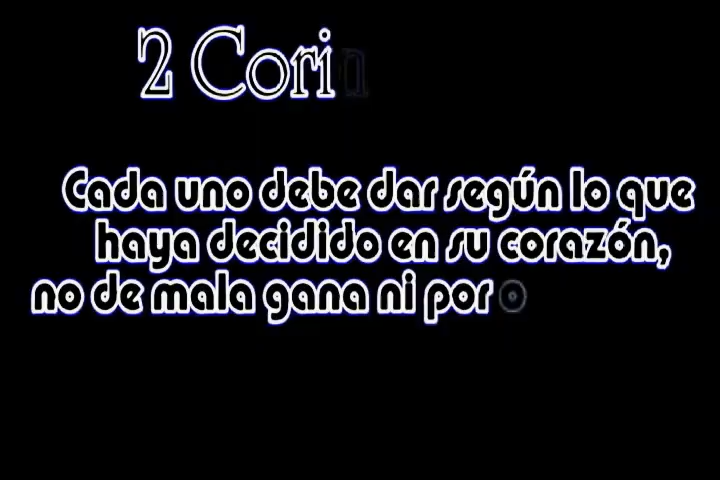 2 Corin
Cada uno debe dar según lo que
haya decidido en su corazón,
no de mala gana ni por o